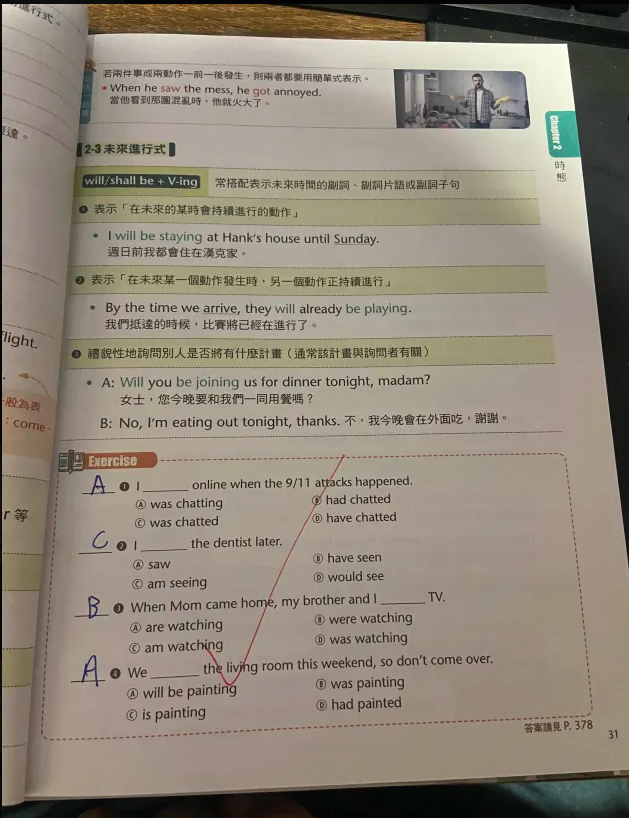 進行式。
達。
light.
般為表
：come
r 等
若兩件事或兩動作一前一後發生，則兩者都要用簡單式表示。
• When he saw the mess, he got annoyed.
當他看到那團混亂時，他就火大了。
Chapter 2
時態
2-3 未來進行式
will/shall be + V-ing 常搭配表示未來時間的副詞、副詞片語或副詞子句
❶ 表示「在未來的某時會持續進行的動作」
• I will be staying at Hank's house until Sunday.
週日前我都會住在漢克家。
❷ 表示「在未來某一個動作發生時，另一個動作正持續進行」
• By the time we arrive, they will already be playing.
我們抵達的時候，比賽將已經在進行了。
❸ 禮貌性地詢問別人是否將有什麼計畫（通常該計畫與詢問者有關）
• A: Will you be joining us for dinner tonight, madam?
女士，您今晚要和我們一同用餐嗎？
B: No, I'm eating out tonight, thanks. 不，我今晚會在外面吃，謝謝。
Exercise
A ❶ I ______ online when the 9/11 attacks happened.
Ⓐ was chatting Ⓑ had chatted
Ⓒ was chatted Ⓓ have chatted
C ❷ I ______ the dentist later.
Ⓐ saw Ⓑ have seen
Ⓒ am seeing Ⓓ would see
B ❸ When Mom came home, my brother and I ______ TV.
Ⓐ are watching Ⓑ were watching
Ⓒ am watching Ⓓ was watching
A ❹ We ______ the living room this weekend, so don't come over.
Ⓐ will be painting Ⓑ was painting
Ⓒ is painting Ⓓ had painted
答案請見 P. 378
31